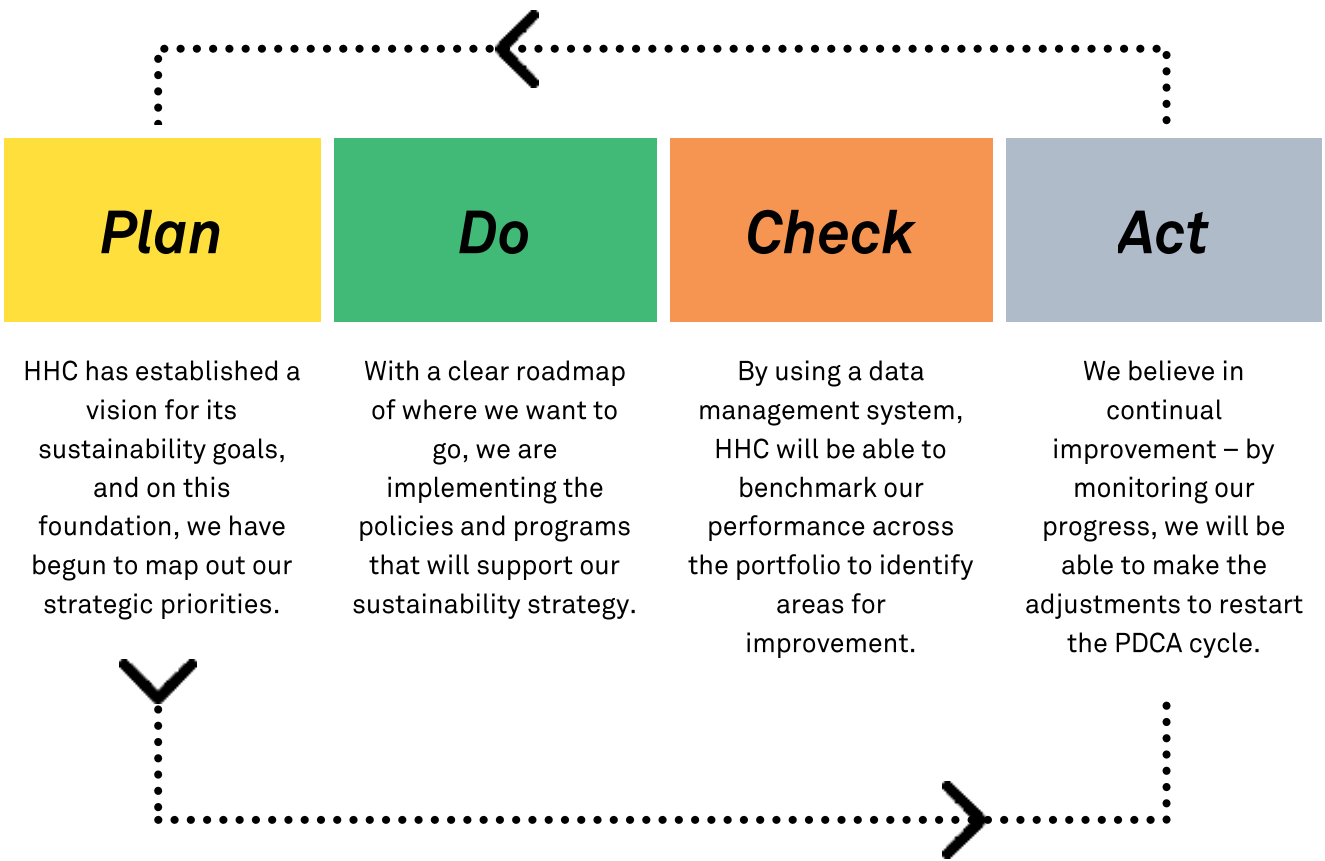 Plan
HHC has established a
vision for its
sustainability goals,
and on this
foundation, we have
begun to map out our
strategic priorities.
Do
With a clear roadmap
of where we want to
go, we are
implementing the
policies and programs
that will support our
sustainability strategy.
Check
By using a data
management system,
HHC will be able to
benchmark our
performance across
the portfolio to identify
areas for
improvement.
Act
We believe in
continual
improvement – by
monitoring our
progress, we will be
able to make the
adjustments to restart
the PDCA cycle.